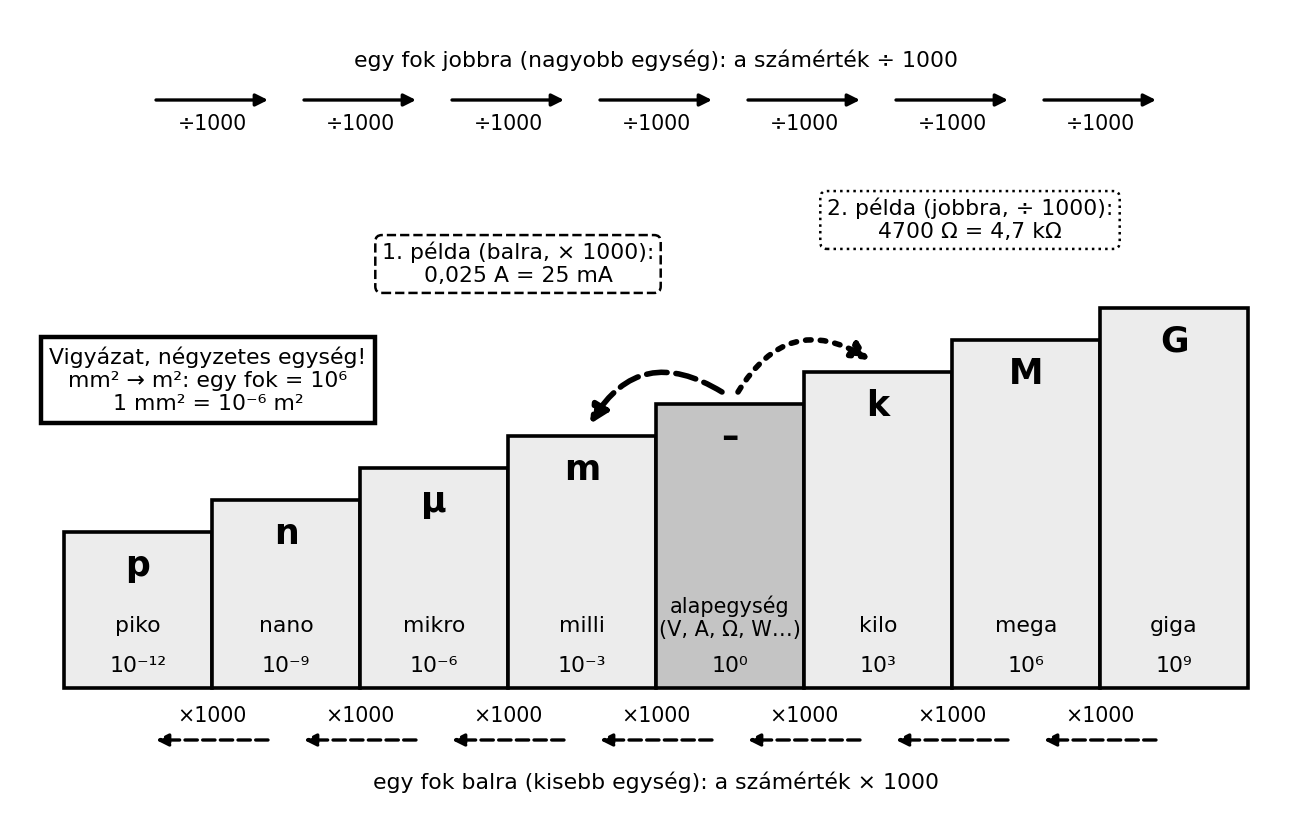 egy fok jobbra (nagyobb egység): a számérték ÷ 1000
÷1000 ÷1000 ÷1000 ÷1000 ÷1000 ÷1000 ÷1000
2. példa (jobbra, ÷ 1000):
4700 Ω = 4,7 kΩ
1. példa (balra, × 1000):
0,025 A = 25 mA
Vigyázat, négyzetes egység!
mm² → m²: egy fok = 10⁶
1 mm² = 10⁻⁶ m²
p n µ m – k M G
piko nano mikro milli alapegység kilo mega giga
(V, A, Ω, W...)
10⁻¹² 10⁻⁹ 10⁻⁶ 10⁻³ 10⁰ 10³ 10⁶ 10⁹
×1000 ×1000 ×1000 ×1000 ×1000 ×1000 ×1000
egy fok balra (kisebb egység): a számérték × 1000